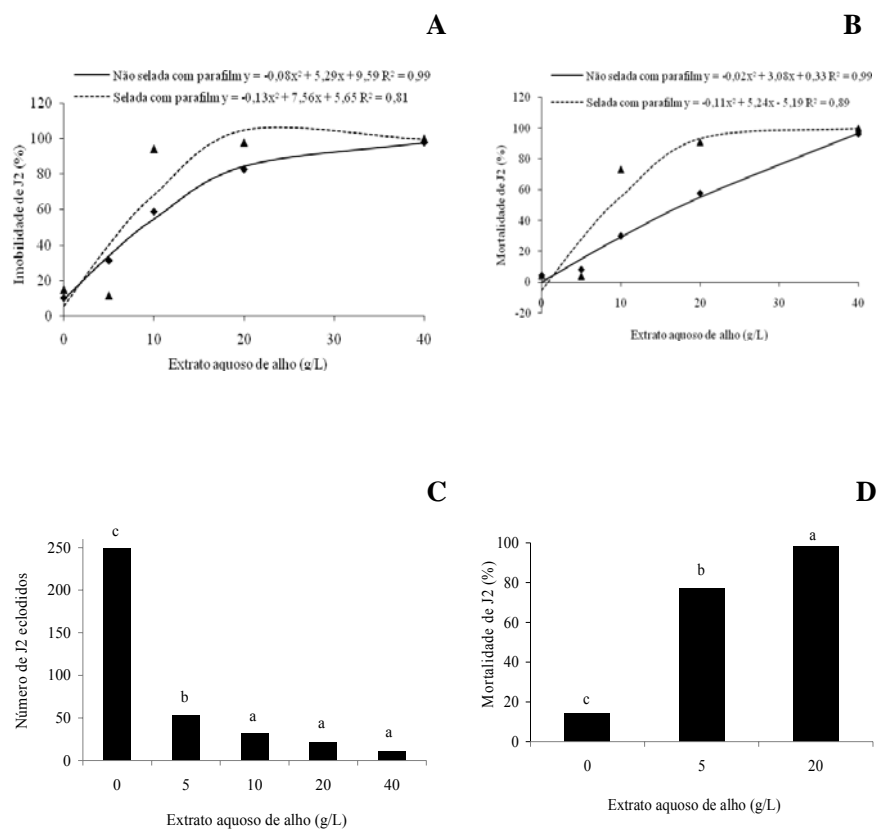 A
Não selada com parafilm y = -0,08x² + 5,29x + 9,59 R² = 0,99
Selada com parafilm y = -0,13x² + 7,56x + 5,65 R² = 0,81
120
100
80
60
40
20
0
Imobilidade de J2 (%)
0 10 20 30 40
Extrato aquoso de alho (g/L)
B
Não selada com parafilm y = -0,02x² + 3,08x + 0,33 R² = 0,99
Selada com parafilm y = -0,11x² + 5,24x - 5,19 R² = 0,89
120
100
80
60
40
20
0
-20
Mortalidade de J2 (%)
0 10 20 30 40
Extrato aquoso de alho (g/L)
C
250
200
150
100
50
0
Número de J2 eclodidos
c b a a a
0 5 10 20 40
Extrato aquoso de alho (g/L)
D
100
80
60
40
20
0
Mortalidade de J2 (%)
c b a
0 5 20
Extrato aquoso de alho (g/L)